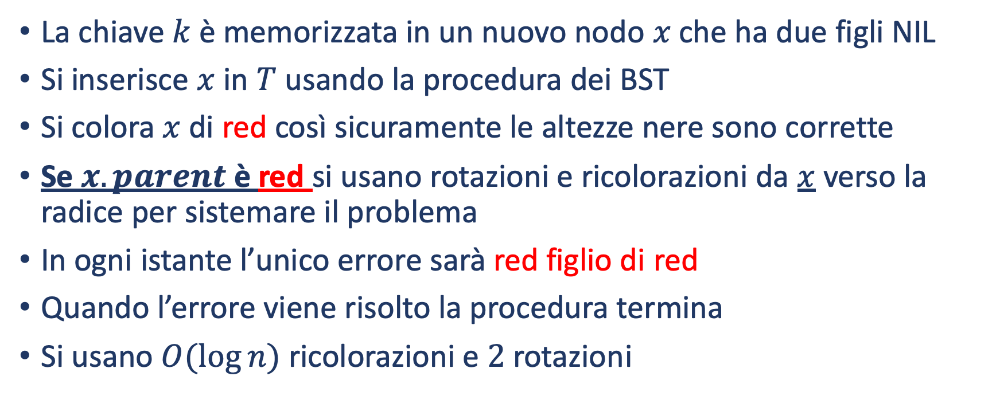 • La chiave 𝑘 è memorizzata in un nuovo nodo 𝑥 che ha due figli NIL
• Si inserisce 𝑥 in 𝑇 usando la procedura dei BST
• Si colora 𝑥 di red così sicuramente le altezze nere sono corrette
• Se 𝒙.𝒑𝒂𝒓𝒆𝒏𝒕 è red si usano rotazioni e ricolorazioni da 𝑥 verso la
radice per sistemare il problema
• In ogni istante l’unico errore sarà red figlio di red
• Quando l’errore viene risolto la procedura termina
• Si usano 𝑂(log 𝑛) ricolorazioni e 2 rotazioni